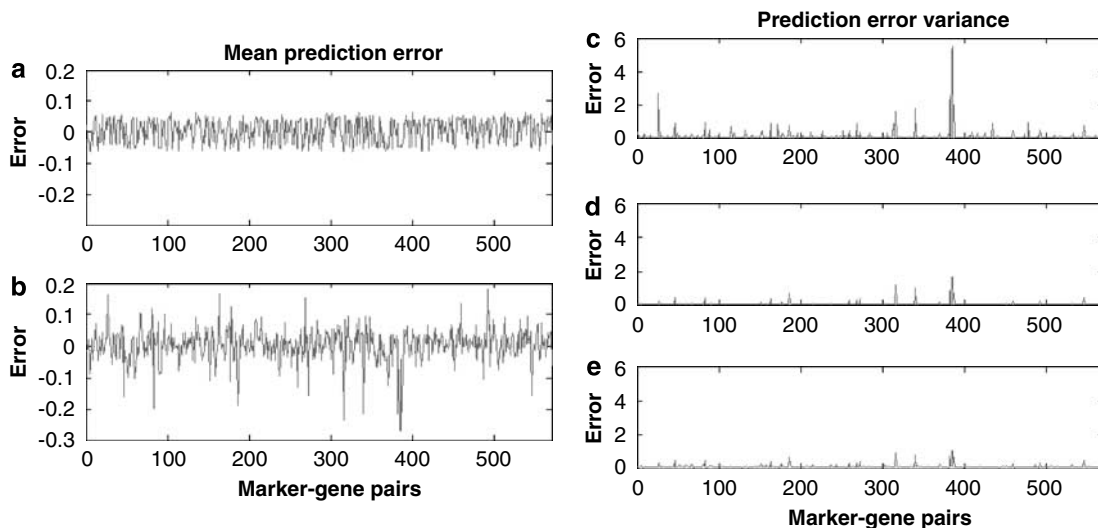 Mean prediction error
a
0.2
0.1
0
-0.1
-0.2
Error
0 100 200 300 400 500
b
0.2
0.1
0
-0.1
-0.2
-0.3
Error
0 100 200 300 400 500
Marker-gene pairs
Prediction error variance
c
6
4
2
0
Error
0 100 200 300 400 500
d
6
4
2
0
Error
0 100 200 300 400 500
e
6
4
2
0
Error
0 100 200 300 400 500
Marker-gene pairs